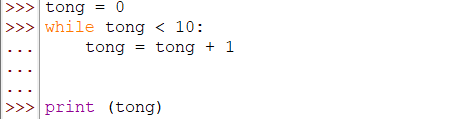 >>> tong = 0
>>> while tong < 10:
...     tong = tong + 1
...
...
>>> print (tong)